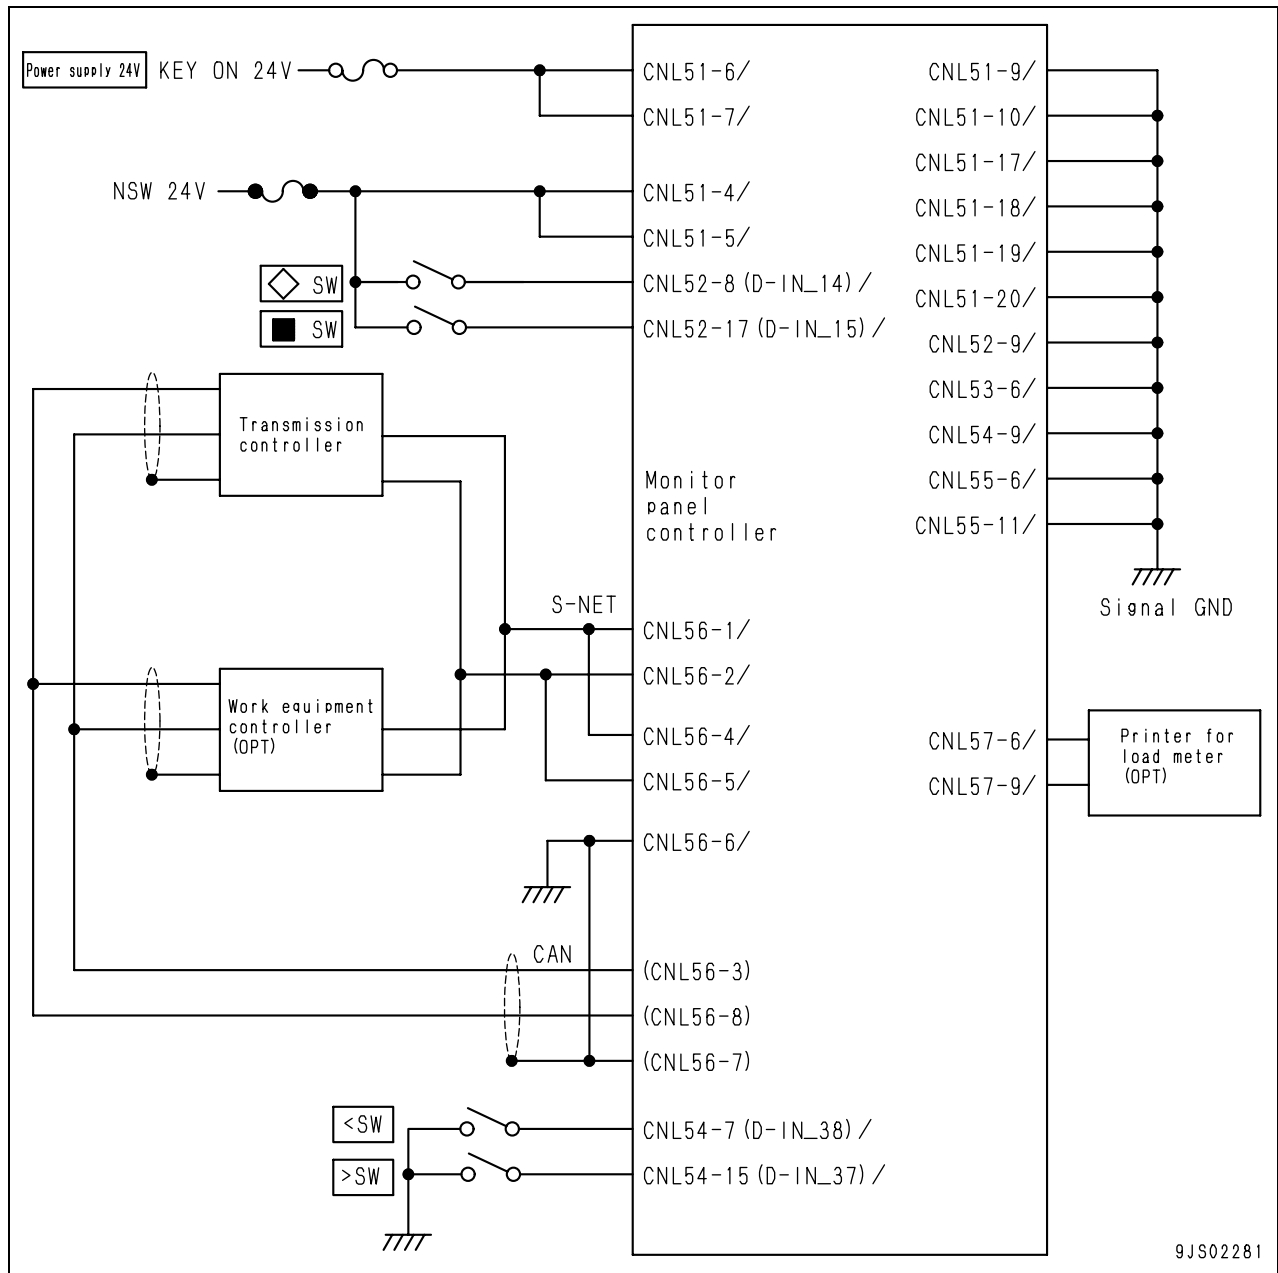 Power supply 24V
KEY ON 24V
NSW 24V
◇ SW
■ SW
Transmission
controller
Work equipment
controller
(OPT)
S-NET
CAN
<SW
>SW
CNL51-6/
CNL51-7/
CNL51-4/
CNL51-5/
CNL52-8 (D-IN_14) /
CNL52-17 (D-IN_15) /
Monitor
panel
controller
CNL56-1/
CNL56-2/
CNL56-4/
CNL56-5/
CNL56-6/
(CNL56-3)
(CNL56-8)
(CNL56-7)
CNL54-7 (D-IN_38) /
CNL54-15 (D-IN_37) /
CNL51-9/
CNL51-10/
CNL51-17/
CNL51-18/
CNL51-19/
CNL51-20/
CNL52-9/
CNL53-6/
CNL54-9/
CNL55-6/
CNL55-11/
Signal GND
CNL57-6/
CNL57-9/
Printer for
load meter
(OPT)
9JS02281